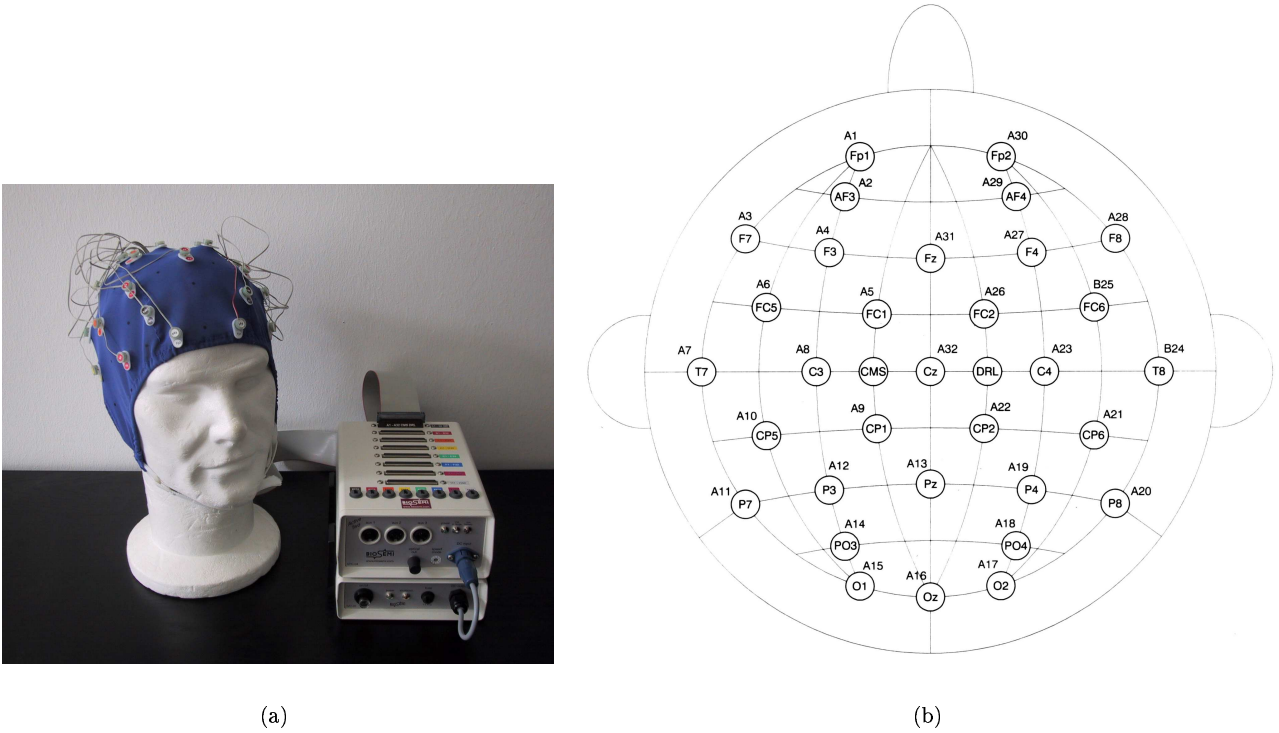 BIOSEMI
A1 A30
Fp1 Fp2
A2 A29
AF3 AF4
A3 A28
F7 F8
A4 A31 A27
F3 Fz F4
A6 B25
FC5 FC6
A5 A26
FC1 FC2
A7 A8 A32 A23 B24
T7 C3 CMS Cz DRL C4 T8
A10 A9 A22 A21
CP5 CP1 CP2 CP6
A12 A13 A19
P3 Pz P4
A11 A20
P7 P8
A14 A18
PO3 PO4
A15 A16 A17
O1 Oz O2
(a) (b)